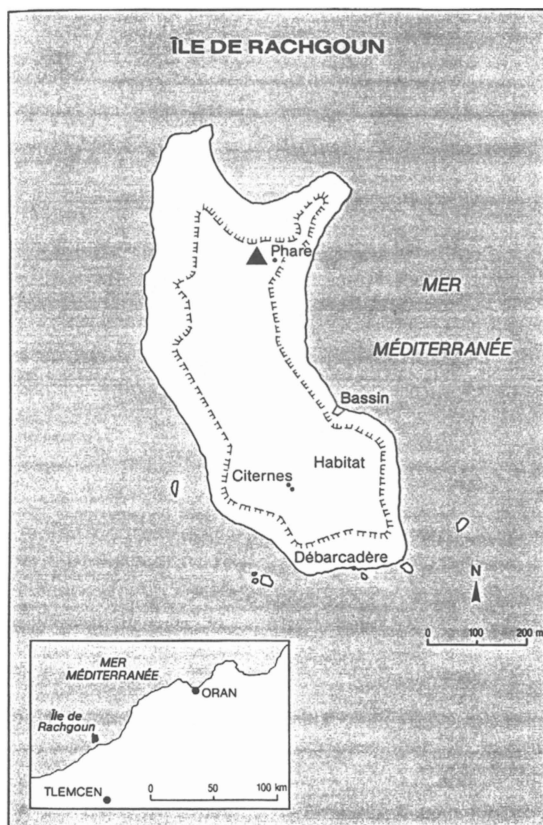 ÎLE DE RACHGOUN
Phare
MER
MÉDITERRANÉE
Bassin
Habitat
Citernes
Débarcadère
N
0 100 200 m
MER
MÉDITERRANÉE
ORAN
Île de
Rachgoun
TLEMCEN
0 50 100 km